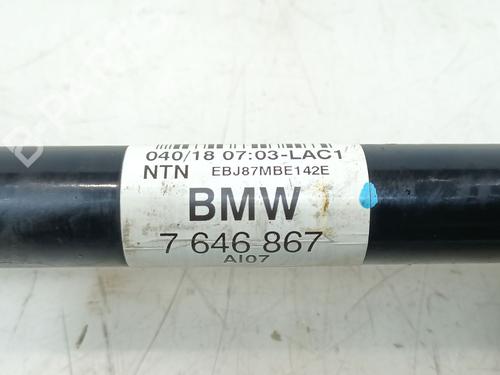 040/18 07:03-LAC1
NTN EBJ87MBE142E
BMW
7 646 867
AI07